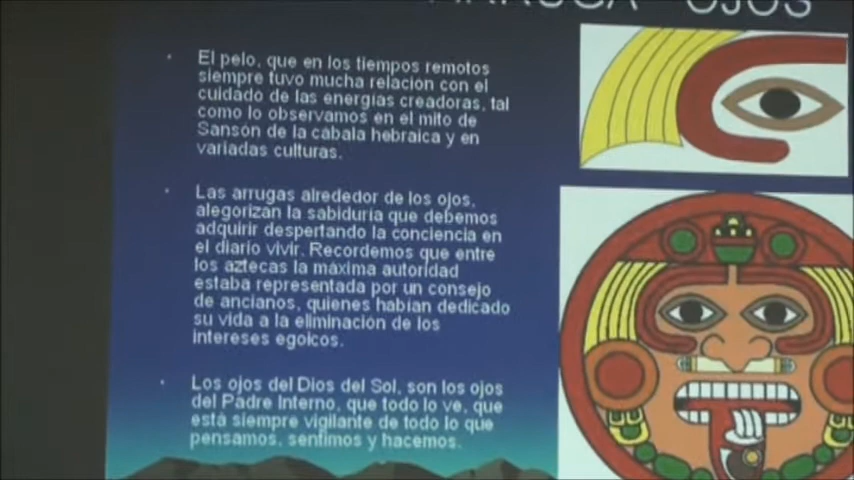 OJOS
El pelo, que en los tiempos remotos
siempre tuvo mucha relación con el
cuidado de las energías creadoras, tal
como lo observamos en el mito de
Sansón de la cábala hebraica y en
variadas culturas.
Las arrugas alrededor de los ojos,
alegorizan la sabiduría que debemos
adquirir despertando la conciencia en
el diario vivir. Recordemos que entre
los aztecas la máxima autoridad
estaba representada por un consejo
de ancianos, quienes habían dedicado
su vida a la eliminación de los
intereses egoicos.
Los ojos del Dios del Sol, son los ojos
del Padre Interno, que todo lo ve, que
está siempre vigilante de todo lo que
pensamos, sentimos y hacemos.